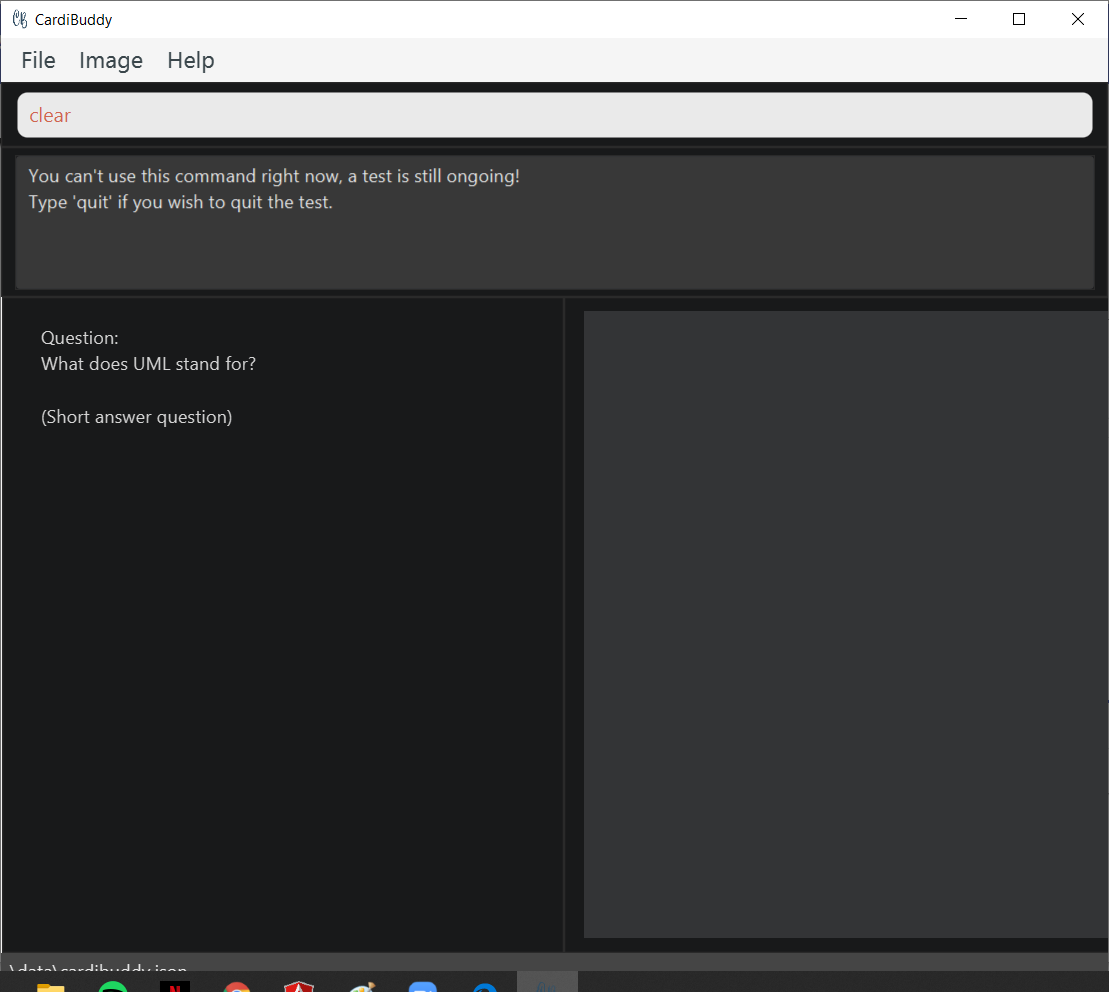 CardiBuddy
File Image Help
clear
You can't use this command right now, a test is still ongoing!
Type 'quit' if you wish to quit the test.
Question:
What does UML stand for?
(Short answer question)
\data\cardibuddy.json